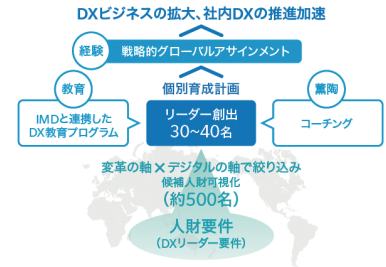 DXビジネスの拡大、社内DXの推進加速
経験
戦略的グローバルアサインメント
教育
個別育成計画
薫陶
IMDと連携した
DX教育プログラム
リーダー創出
30~40名
コーチング
変革の軸×デジタルの軸で絞り込み
候補人財可視化
(約500名)
人財要件
(DXリーダー要件)